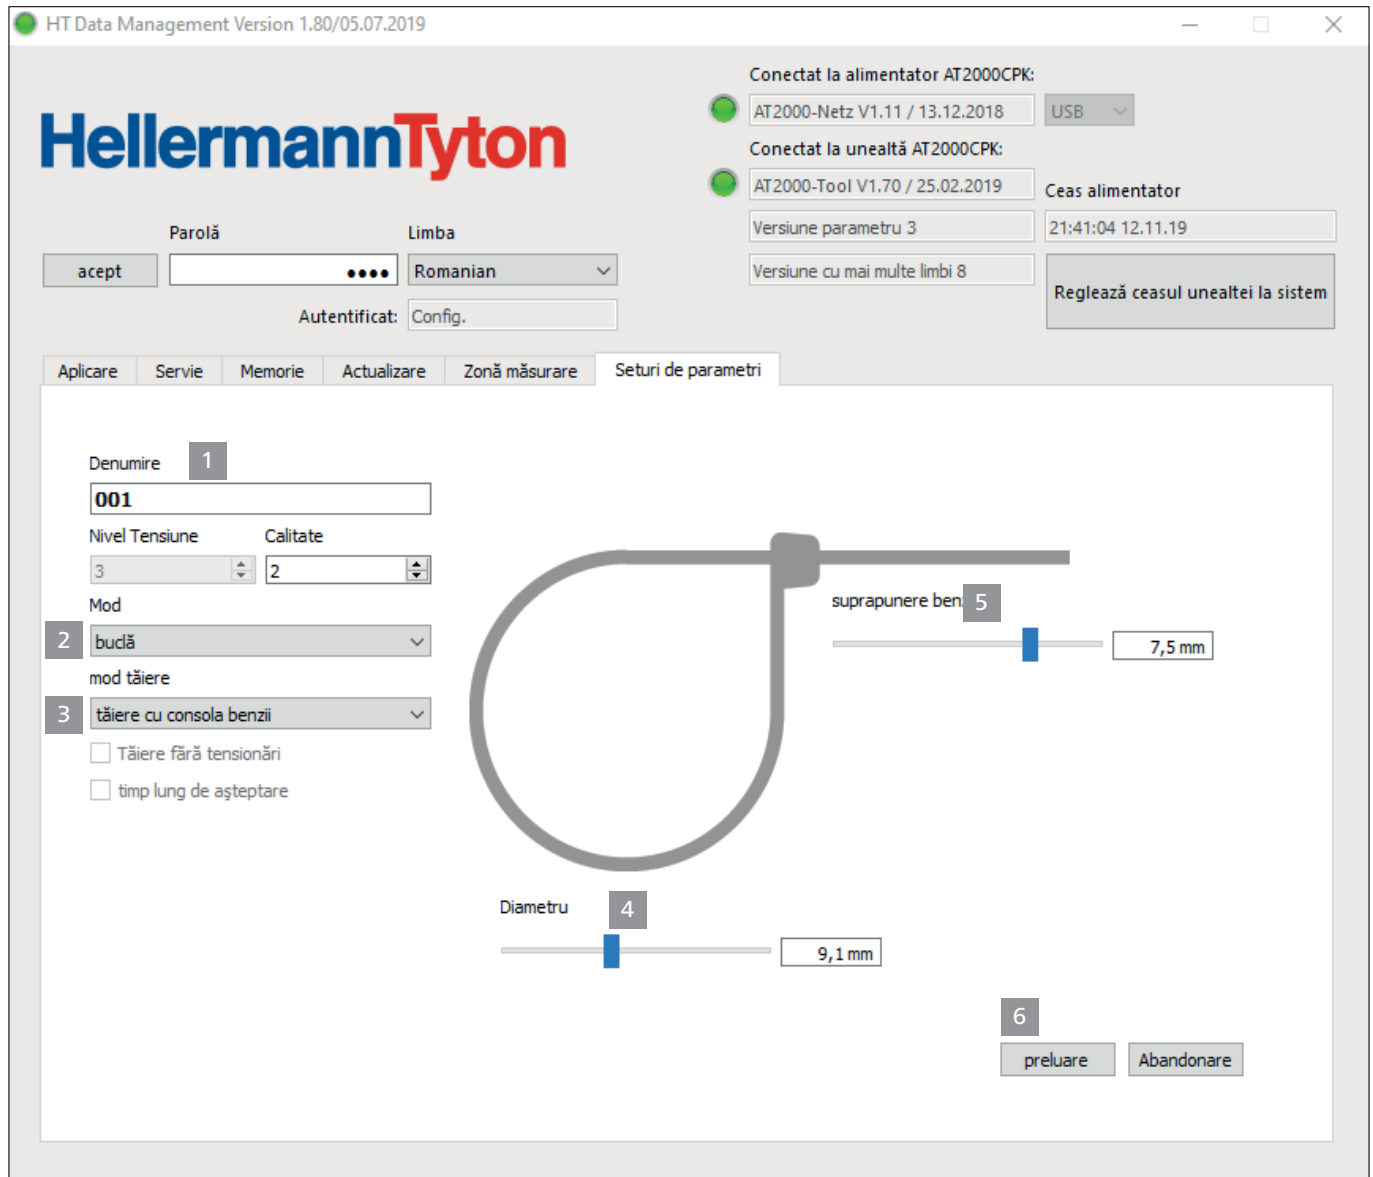 HT Data Management Version 1.80/05.07.2019
HellermannTyton
Conectat la alimentator AT2000CPK:
AT2000-Netz V1.11 / 13.12.2018
USB
Conectat la unealtă AT2000CPK:
AT2000-Tool V1.70 / 25.02.2019
Ceas alimentator
Versiune parametru 3
21:41:04 12.11.19
Versiune cu mai multe limbi 8
Reglează ceasul unealtei la sistem
Parolă
Limba
acept
●●●●
Romanian
Autentificat:
Config.
Aplicare
Servie
Memorie
Actualizare
Zonă măsurare
Seturi de parametri
Denumire
1
001
Nivel Tensiune
Calitate
3
2
Mod
2
buclă
mod tăiere
3
tăiere cu consola benzii
Tăiere fără tensionări
timp lung de aşteptare
suprapunere
5
7,5 mm
Diametru
4
9,1 mm
6
preluare
Abandonare